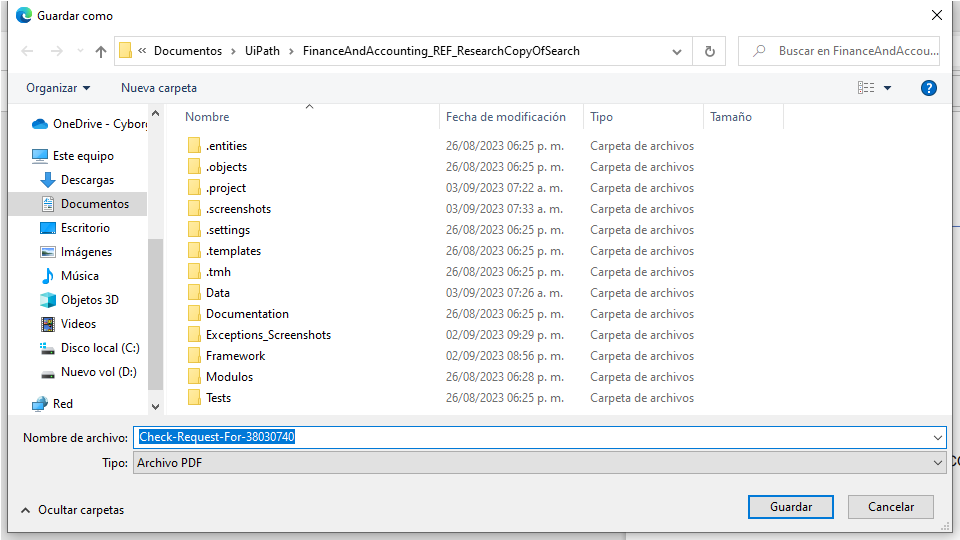 Guardar como
« Documentos > UiPath > FinanceAndAccounting_REF_ResearchCopyOfSearch
Buscar en FinanceAndAccou...
Organizar Nueva carpeta
Nombre Fecha de modificación Tipo Tamaño
OneDrive - Cyborg
Este equipo
Descargas
Documentos
Escritorio
Imágenes
Música
Objetos 3D
Videos
Disco local (C:)
Nuevo vol (D:)
Red
.entities 26/08/2023 06:25 p. m. Carpeta de archivos
.objects 26/08/2023 06:25 p. m. Carpeta de archivos
.project 03/09/2023 07:22 a. m. Carpeta de archivos
.screenshots 03/09/2023 07:33 a. m. Carpeta de archivos
.settings 26/08/2023 06:25 p. m. Carpeta de archivos
.templates 26/08/2023 06:25 p. m. Carpeta de archivos
.tmh 26/08/2023 06:25 p. m. Carpeta de archivos
Data 03/09/2023 07:26 a. m. Carpeta de archivos
Documentation 26/08/2023 06:25 p. m. Carpeta de archivos
Exceptions_Screenshots 02/09/2023 09:29 p. m. Carpeta de archivos
Framework 02/09/2023 08:56 p. m. Carpeta de archivos
Modulos 26/08/2023 06:28 p. m. Carpeta de archivos
Tests 26/08/2023 06:25 p. m. Carpeta de archivos
Nombre de archivo: Check-Request-For-38030740
Tipo: Archivo PDF
Ocultar carpetas
Guardar Cancelar